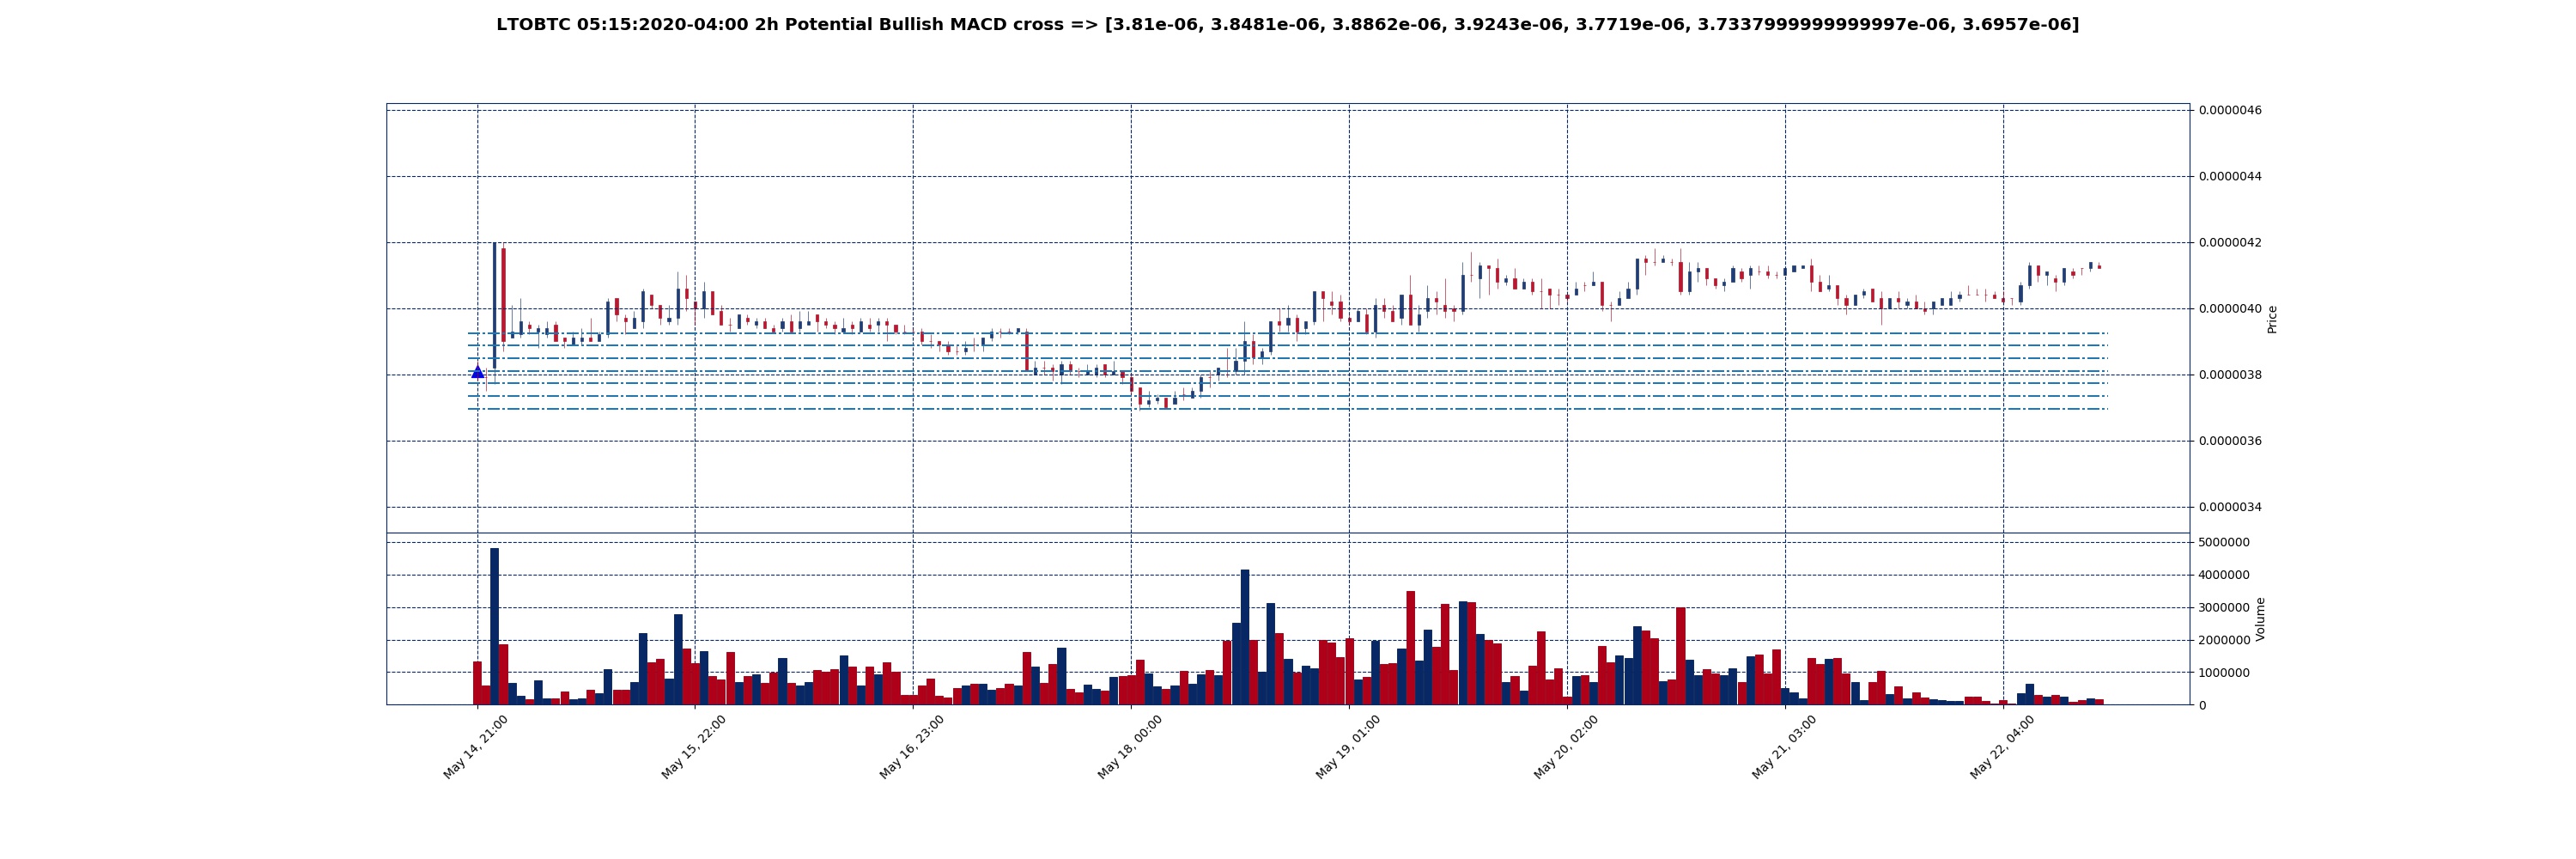 LTOBTC 05:15:2020-04:00 2h Potential Bullish MACD cross => [3.81e-06, 3.8481e-06, 3.8862e-06, 3.9243e-06, 3.7719e-06, 3.7337999999999997e-06, 3.6957e-06]
0.0000046
0.0000044
0.0000042
0.0000040
0.0000038
0.0000036
0.0000034
Price
5000000
4000000
3000000
2000000
1000000
0
Volume
May 14, 21:00
May 15, 22:00
May 16, 23:00
May 18, 00:00
May 19, 01:00
May 20, 02:00
May 21, 03:00
May 22, 04:00